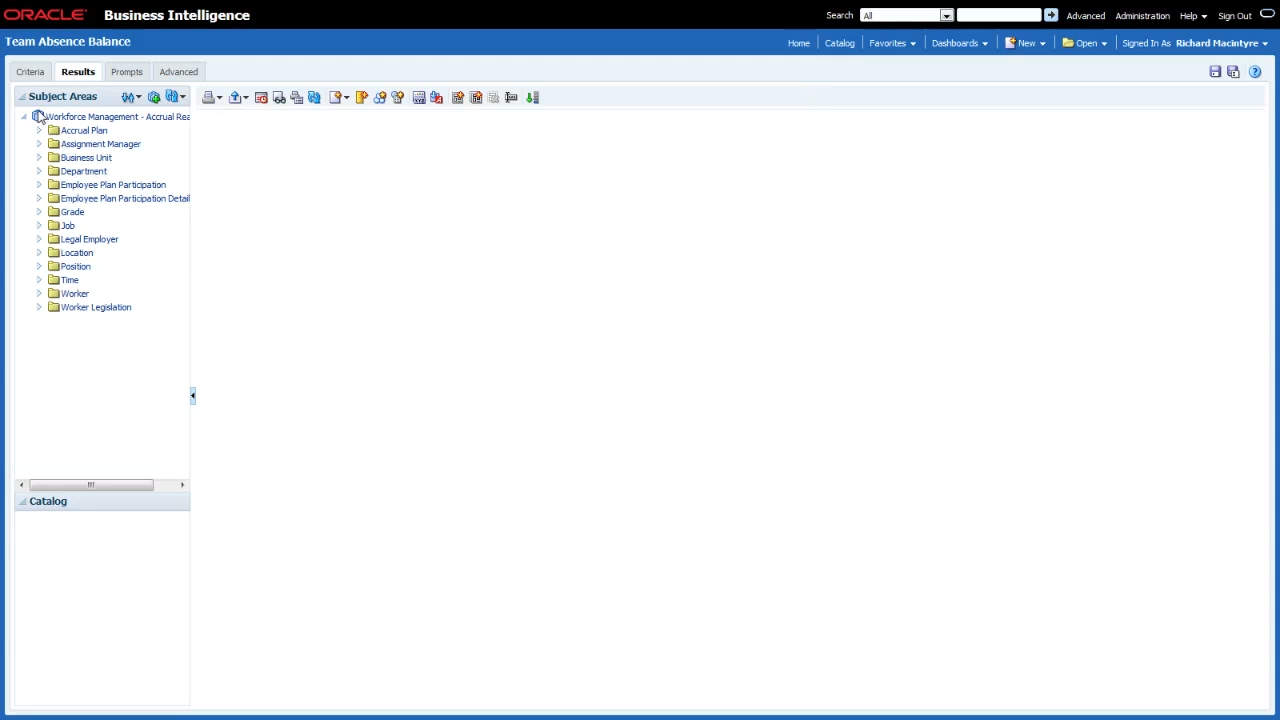 ORACLE Business Intelligence
Search All Advanced Administration Help Sign Out
Team Absence Balance
Home Catalog Favorites Dashboards New Open Signed In As Richard Macintyre
Criteria Results Prompts Advanced
Subject Areas
Workforce Management - Accrual Rea
Accrual Plan
Assignment Manager
Business Unit
Department
Employee Plan Participation
Employee Plan Participation Detail
Grade
Job
Legal Employer
Location
Position
Time
Worker
Worker Legislation
Catalog